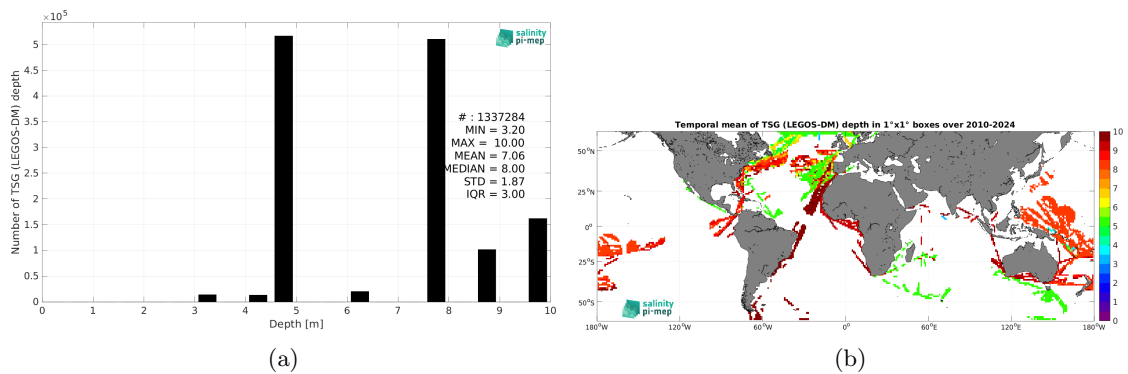 ×10⁵
5
4.5
4
3.5
3
2.5
2
1.5
1
0.5
0
Number of TSG (LEGOS-DM) depth
salinity
pi-mep
# : 1337284
MIN = 3.20
MAX = 10.00
MEAN = 7.06
MEDIAN = 8.00
STD = 1.87
IQR = 3.00
0 1 2 3 4 5 6 7 8 9 10
Depth [m]
(a)
Temporal mean of TSG (LEGOS-DM) depth in 1°x1° boxes over 2010-2024
50°N
25°N
0°
25°S
50°S
salinity
pi-mep
180°W 120°W 60°W 0° 60°E 120°E 180°W
10
9
8
7
6
5
4
3
2
1
0
(b)